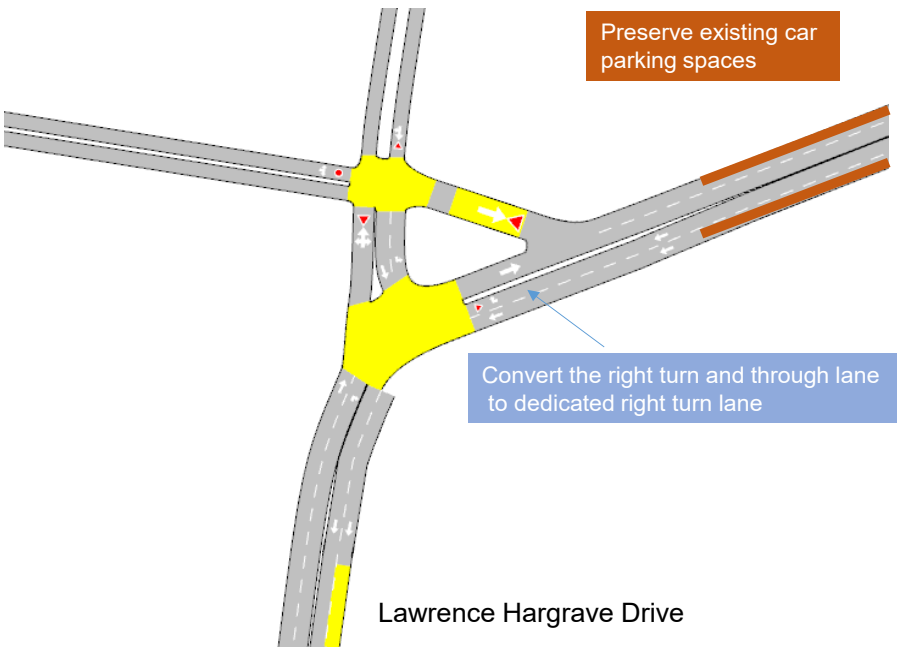 Preserve existing car
parking spaces
Convert the right turn and through lane
to dedicated right turn lane
Lawrence Hargrave Drive